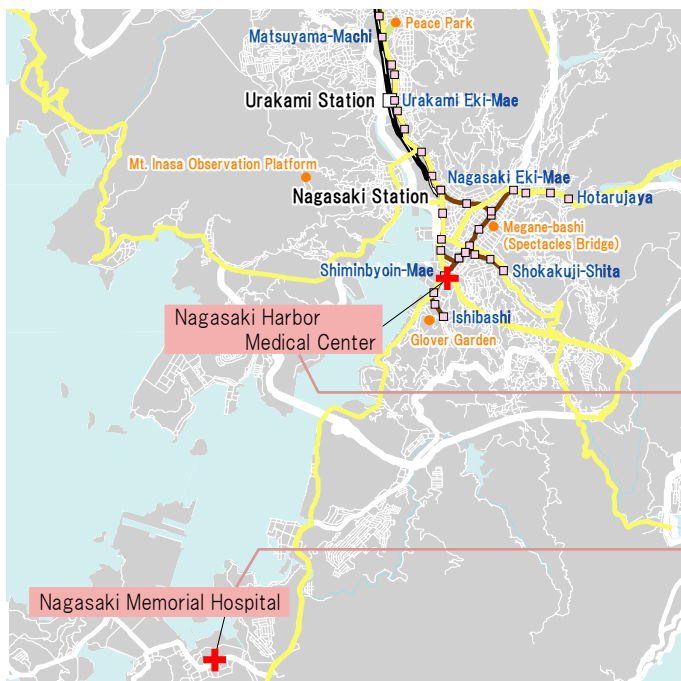 Peace Park
Matsuyama-Machi
Urakami Station
Urakami Eki-Mae
Mt. Inasa Observation Platform
Nagasaki Eki-Mae
Nagasaki Station
Hotarujaya
Megane-bashi
(Spectacles Bridge)
Shiminbyoin-Mae
Shokakuji-Shita
Nagasaki Harbor
Medical Center
Ishibashi
Glover Garden
Nagasaki Memorial Hospital